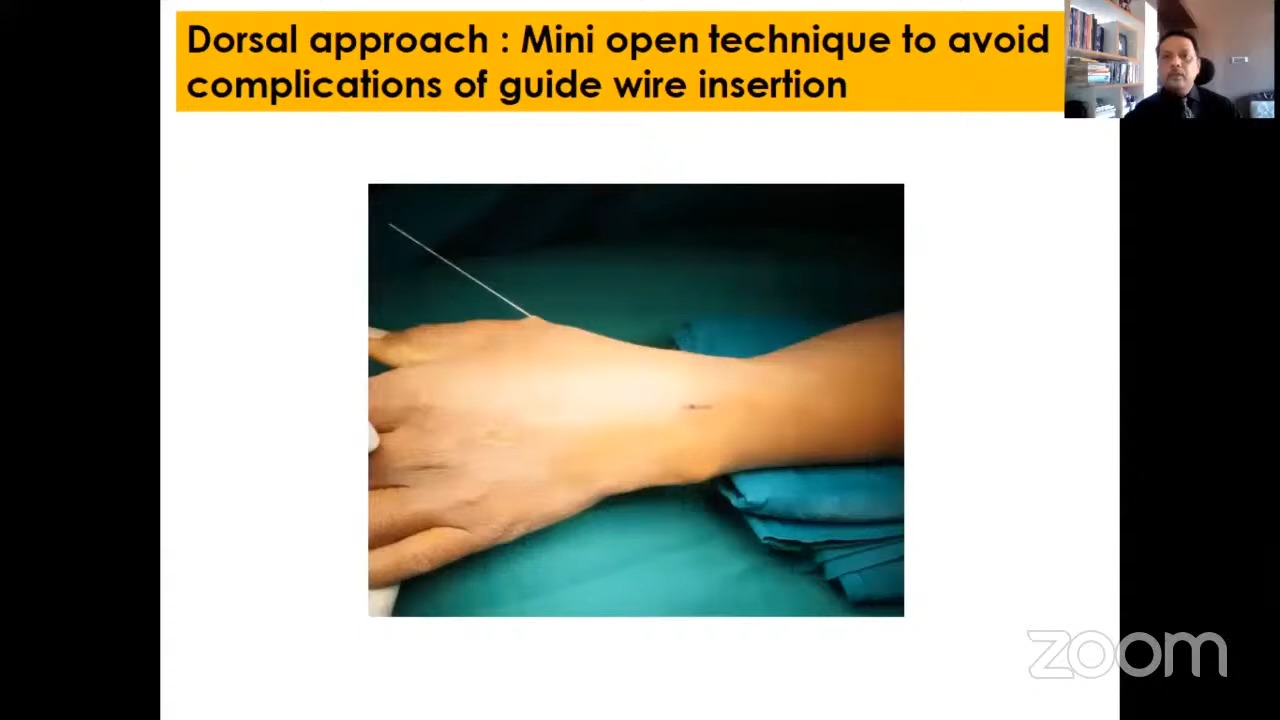 Dorsal approach : Mini open technique to avoid
complications of guide wire insertion
zoom